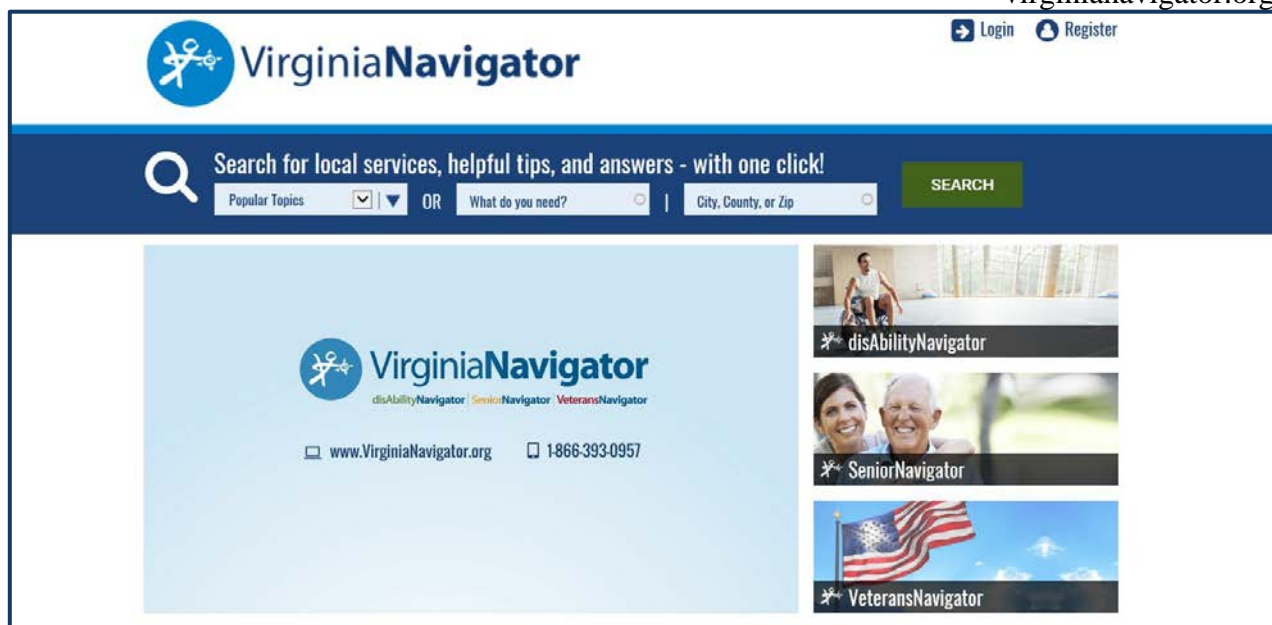 virginianavigator.org
Login Register
VirginiaNavigator
Search for local services, helpful tips, and answers - with one click!
Popular Topics OR What do you need? | City, County, or Zip SEARCH
disAbilityNavigator
VirginiaNavigator
disAbilityNavigator | SeniorNavigator | VeteransNavigator
www.VirginiaNavigator.org 1-866-393-0957
SeniorNavigator
VeteransNavigator